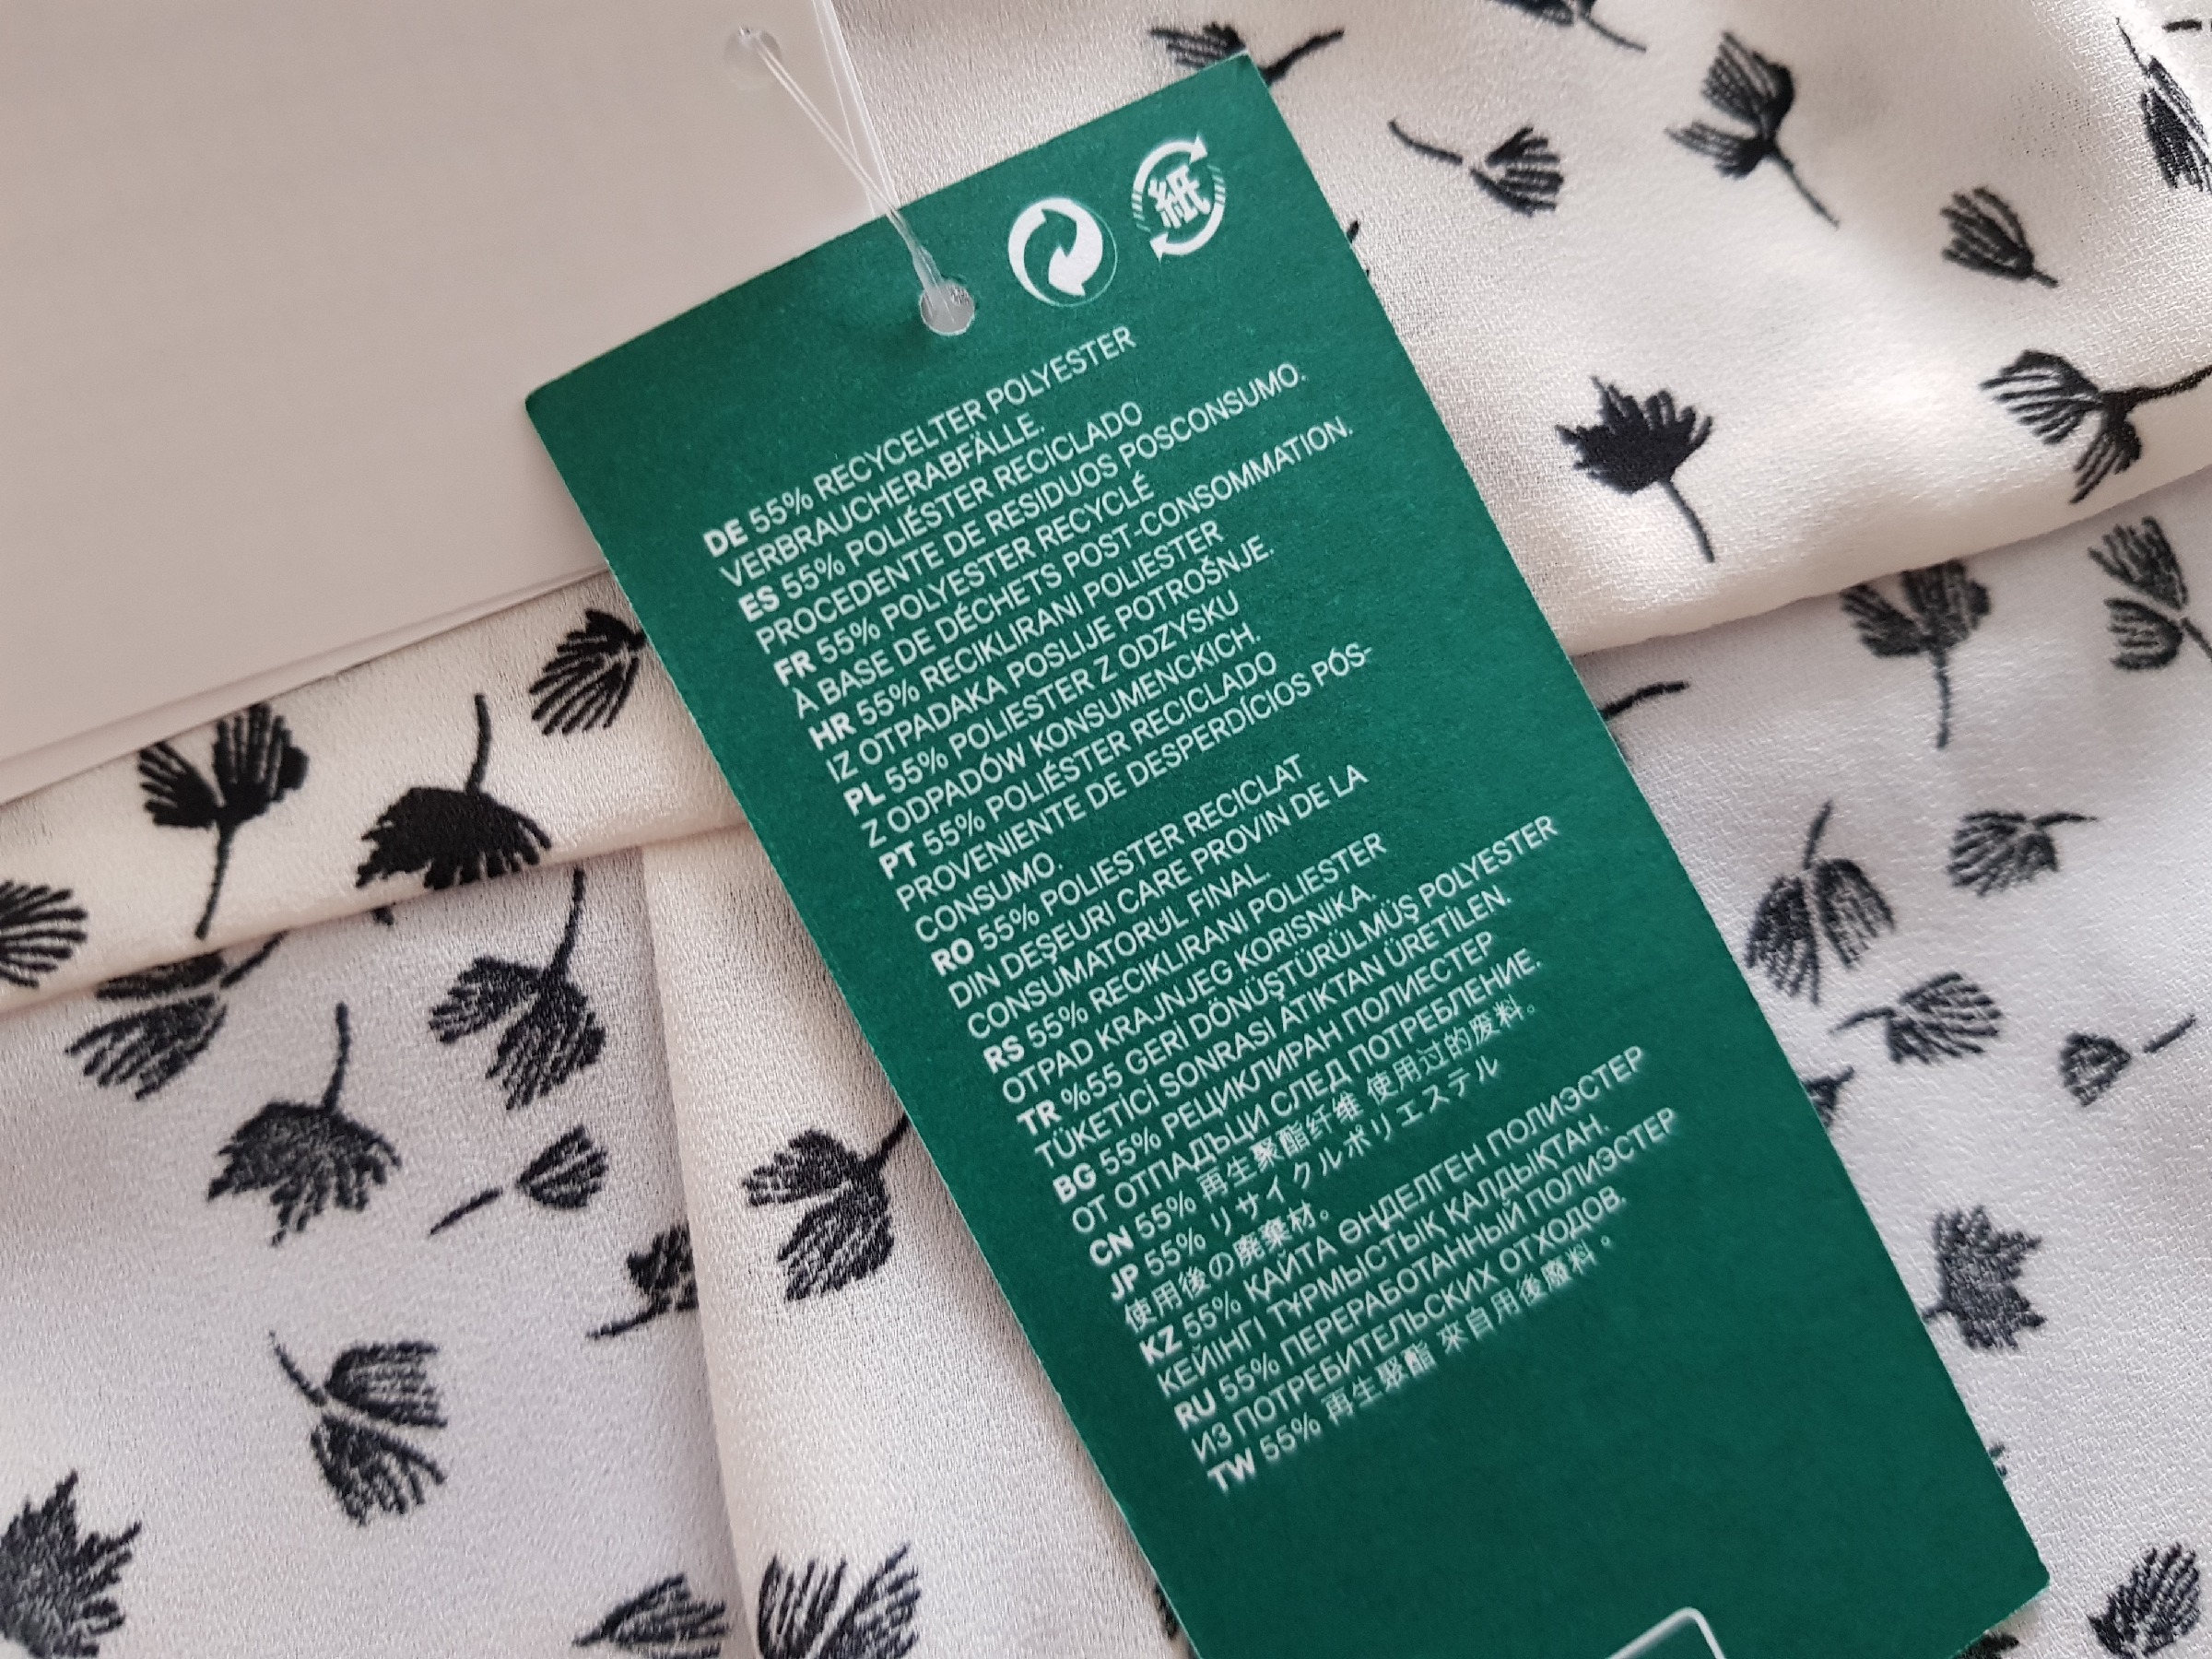 紙
DE 55% RECYCELTER POLYESTER
VERBRAUCHERABFÄLLE.
ES 55% POLIÉSTER RECICLADO
PROCEDENTE DE RESIDUOS POSCONSUMO.
FR 55% POLYESTER RECYCLÉ
À BASE DE DÉCHETS POST-CONSOMMATION.
HR 55% RECIKLIRANI POLIESTER
IZ OTPADAKA POSLIJE POTROŠNJE.
PL 55% POLIESTER Z ODZYSKU
Z ODPADÓW KONSUMENCKICH.
PT 55% POLIÉSTER RECICLADO
PROVENIENTE DE DESPERDÍCIOS PÓS-
CONSUMO.
RO 55% POLIESTER RECICLAT
DIN DEŞEURI CARE PROVIN DE LA
CONSUMATORUL FINAL.
RS 55% RECIKLIRANI POLIESTER
OTPAD KRAJNJEG KORISNIKA.
TR %55 GERİ DÖNÜŞTÜRÜLMÜŞ POLYESTER
TÜKETİCİ SONRASI ATIKTAN ÜRETİLEN.
BG 55% РЕЦИКЛИРАН ПОЛИЕСТЕР
ОТ ОТПАДЪЦИ СЛЕД ПОТРЕБЛЕНИЕ.
CN 55% 再生聚酯纤维 使用过的废料。
JP 55% リサイクルポリエステル
使用後の廃棄材。
KZ 55% ҚАЙТА ӨҢДЕЛГЕН ПОЛИЭСТЕР
КЕЙІНГІ ТҰРМЫСТЫҚ ҚАЛДЫҚТАН.
RU 55% ПЕРЕРАБОТАННЫЙ ПОЛИЭСТЕР
ИЗ ПОТРЕБИТЕЛЬСКИХ ОТХОДОВ.
TW 55% 再生聚酯 來自用後廢料。